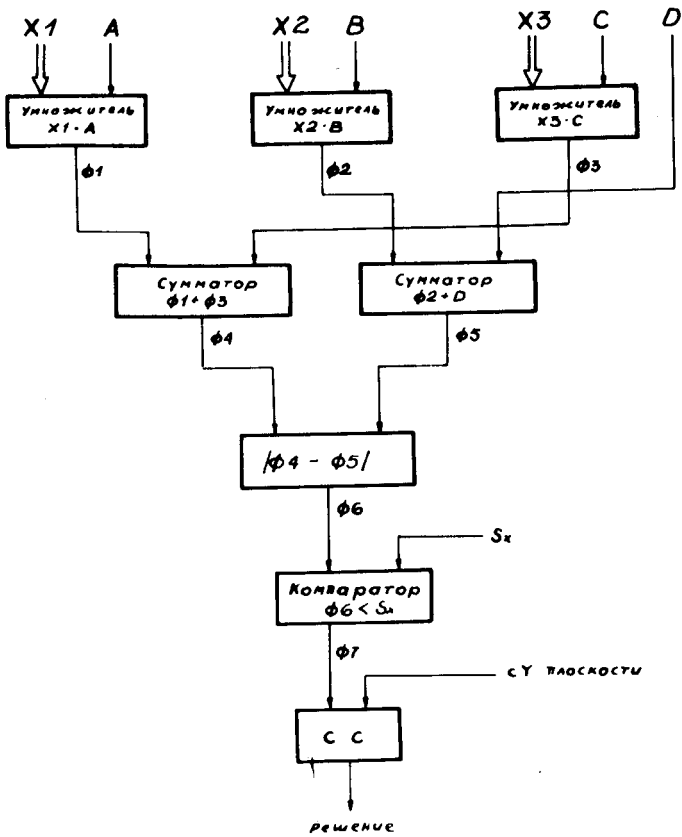 X1 A X2 B X3 C D
Умножитель
X1·A
Умножитель
X2·B
Умножитель
X3·C
ф1
ф2
ф3
Сумматор
ф1+ф3
Сумматор
ф2+D
ф4
ф5
|ф4 - ф5|
ф6
Sx
Компаратор
ф6 < Sx
ф7
с Y плоскости
С С
решение